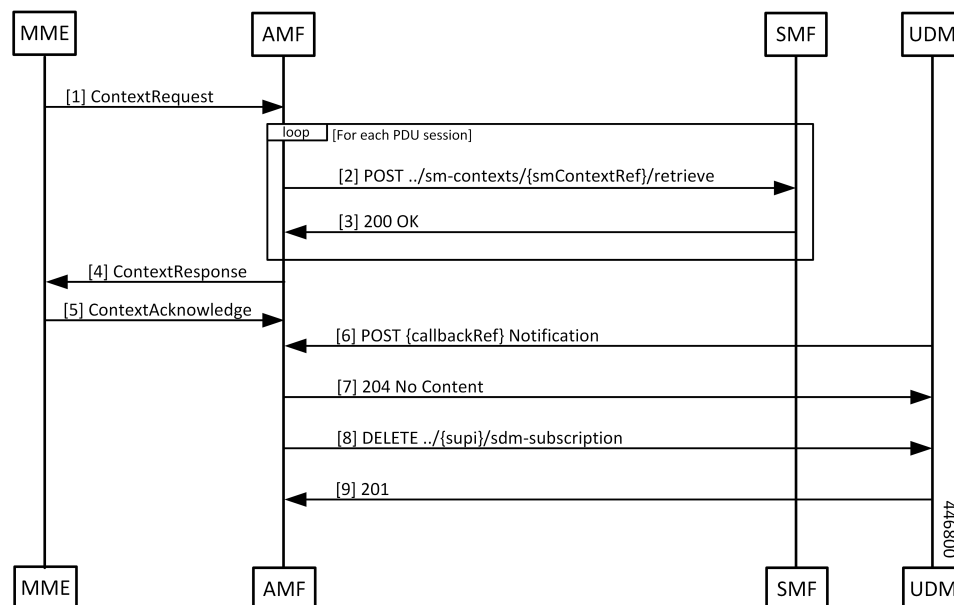 MME
AMF
SMF
UDM
[1] ContextRequest
loop
[For each PDU session]
[2] POST ../sm-contexts/{smContextRef}/retrieve
[3] 200 OK
[4] ContextResponse
[5] ContextAcknowledge
[6] POST {callbackRef} Notification
[7] 204 No Content
[8] DELETE ../{supi}/sdm-subscription
[9] 201
446800
MME
AMF
SMF
UDM